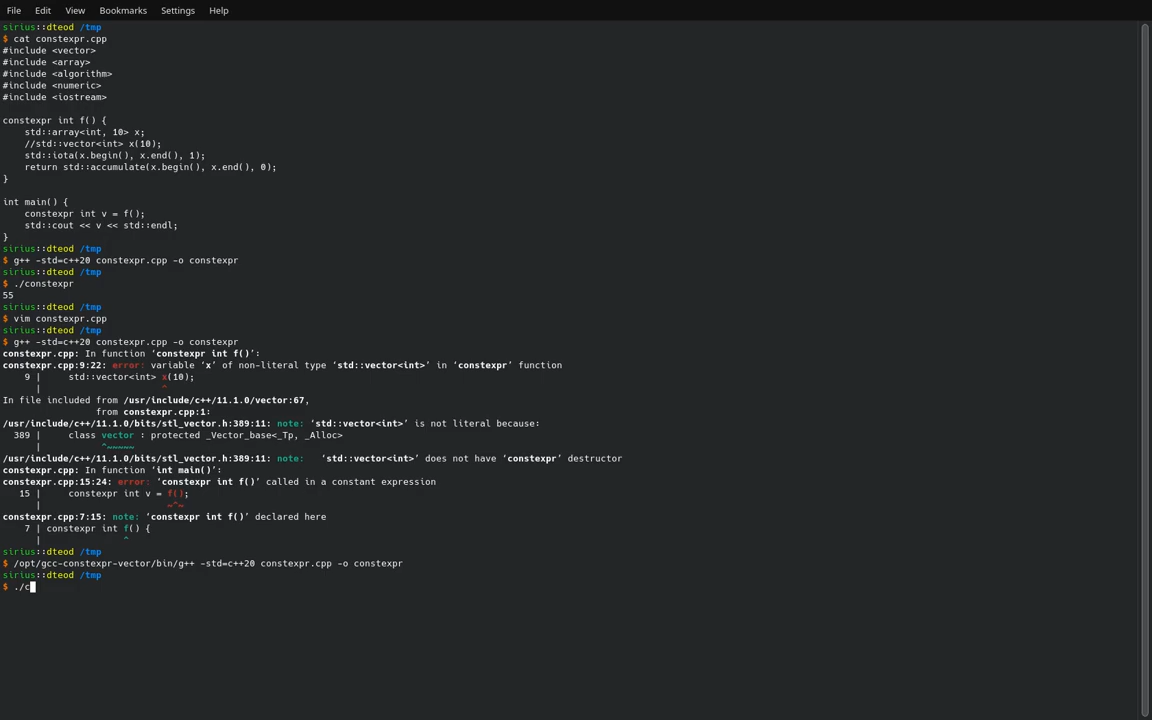 File Edit View Bookmarks Settings Help
sirius::dteod /tmp
$ cat constexpr.cpp
#include <vector>
#include <array>
#include <algorithm>
#include <numeric>
#include <iostream>
constexpr int f() {
    std::array<int, 10> x;
    //std::vector<int> x(10);
    std::iota(x.begin(), x.end(), 1);
    return std::accumulate(x.begin(), x.end(), 0);
}
int main() {
    constexpr int v = f();
    std::cout << v << std::endl;
}
sirius::dteod /tmp
$ g++ -std=c++20 constexpr.cpp -o constexpr
sirius::dteod /tmp
$ ./constexpr
55
sirius::dteod /tmp
$ vim constexpr.cpp
sirius::dteod /tmp
$ g++ -std=c++20 constexpr.cpp -o constexpr
constexpr.cpp: In function ‘constexpr int f()’:
constexpr.cpp:9:22: error: variable ‘x’ of non-literal type ‘std::vector<int>’ in ‘constexpr’ function
    9 |     std::vector<int> x(10);
      |                      ^
In file included from /usr/include/c++/11.1.0/vector:67,
                 from constexpr.cpp:1:
/usr/include/c++/11.1.0/bits/stl_vector.h:389:11: note: ‘std::vector<int>’ is not literal because:
  389 |     class vector : protected _Vector_base<_Tp, _Alloc>
      |           ^~~~~~
/usr/include/c++/11.1.0/bits/stl_vector.h:389:11: note:   ‘std::vector<int>’ does not have ‘constexpr’ destructor
constexpr.cpp: In function ‘int main()’:
constexpr.cpp:15:24: error: ‘constexpr int f()’ called in a constant expression
   15 |     constexpr int v = f();
      |                       ~^~
constexpr.cpp:7:15: note: ‘constexpr int f()’ declared here
    7 | constexpr int f() {
      |               ^
sirius::dteod /tmp
$ /opt/gcc-constexpr-vector/bin/g++ -std=c++20 constexpr.cpp -o constexpr
sirius::dteod /tmp
$ ./c